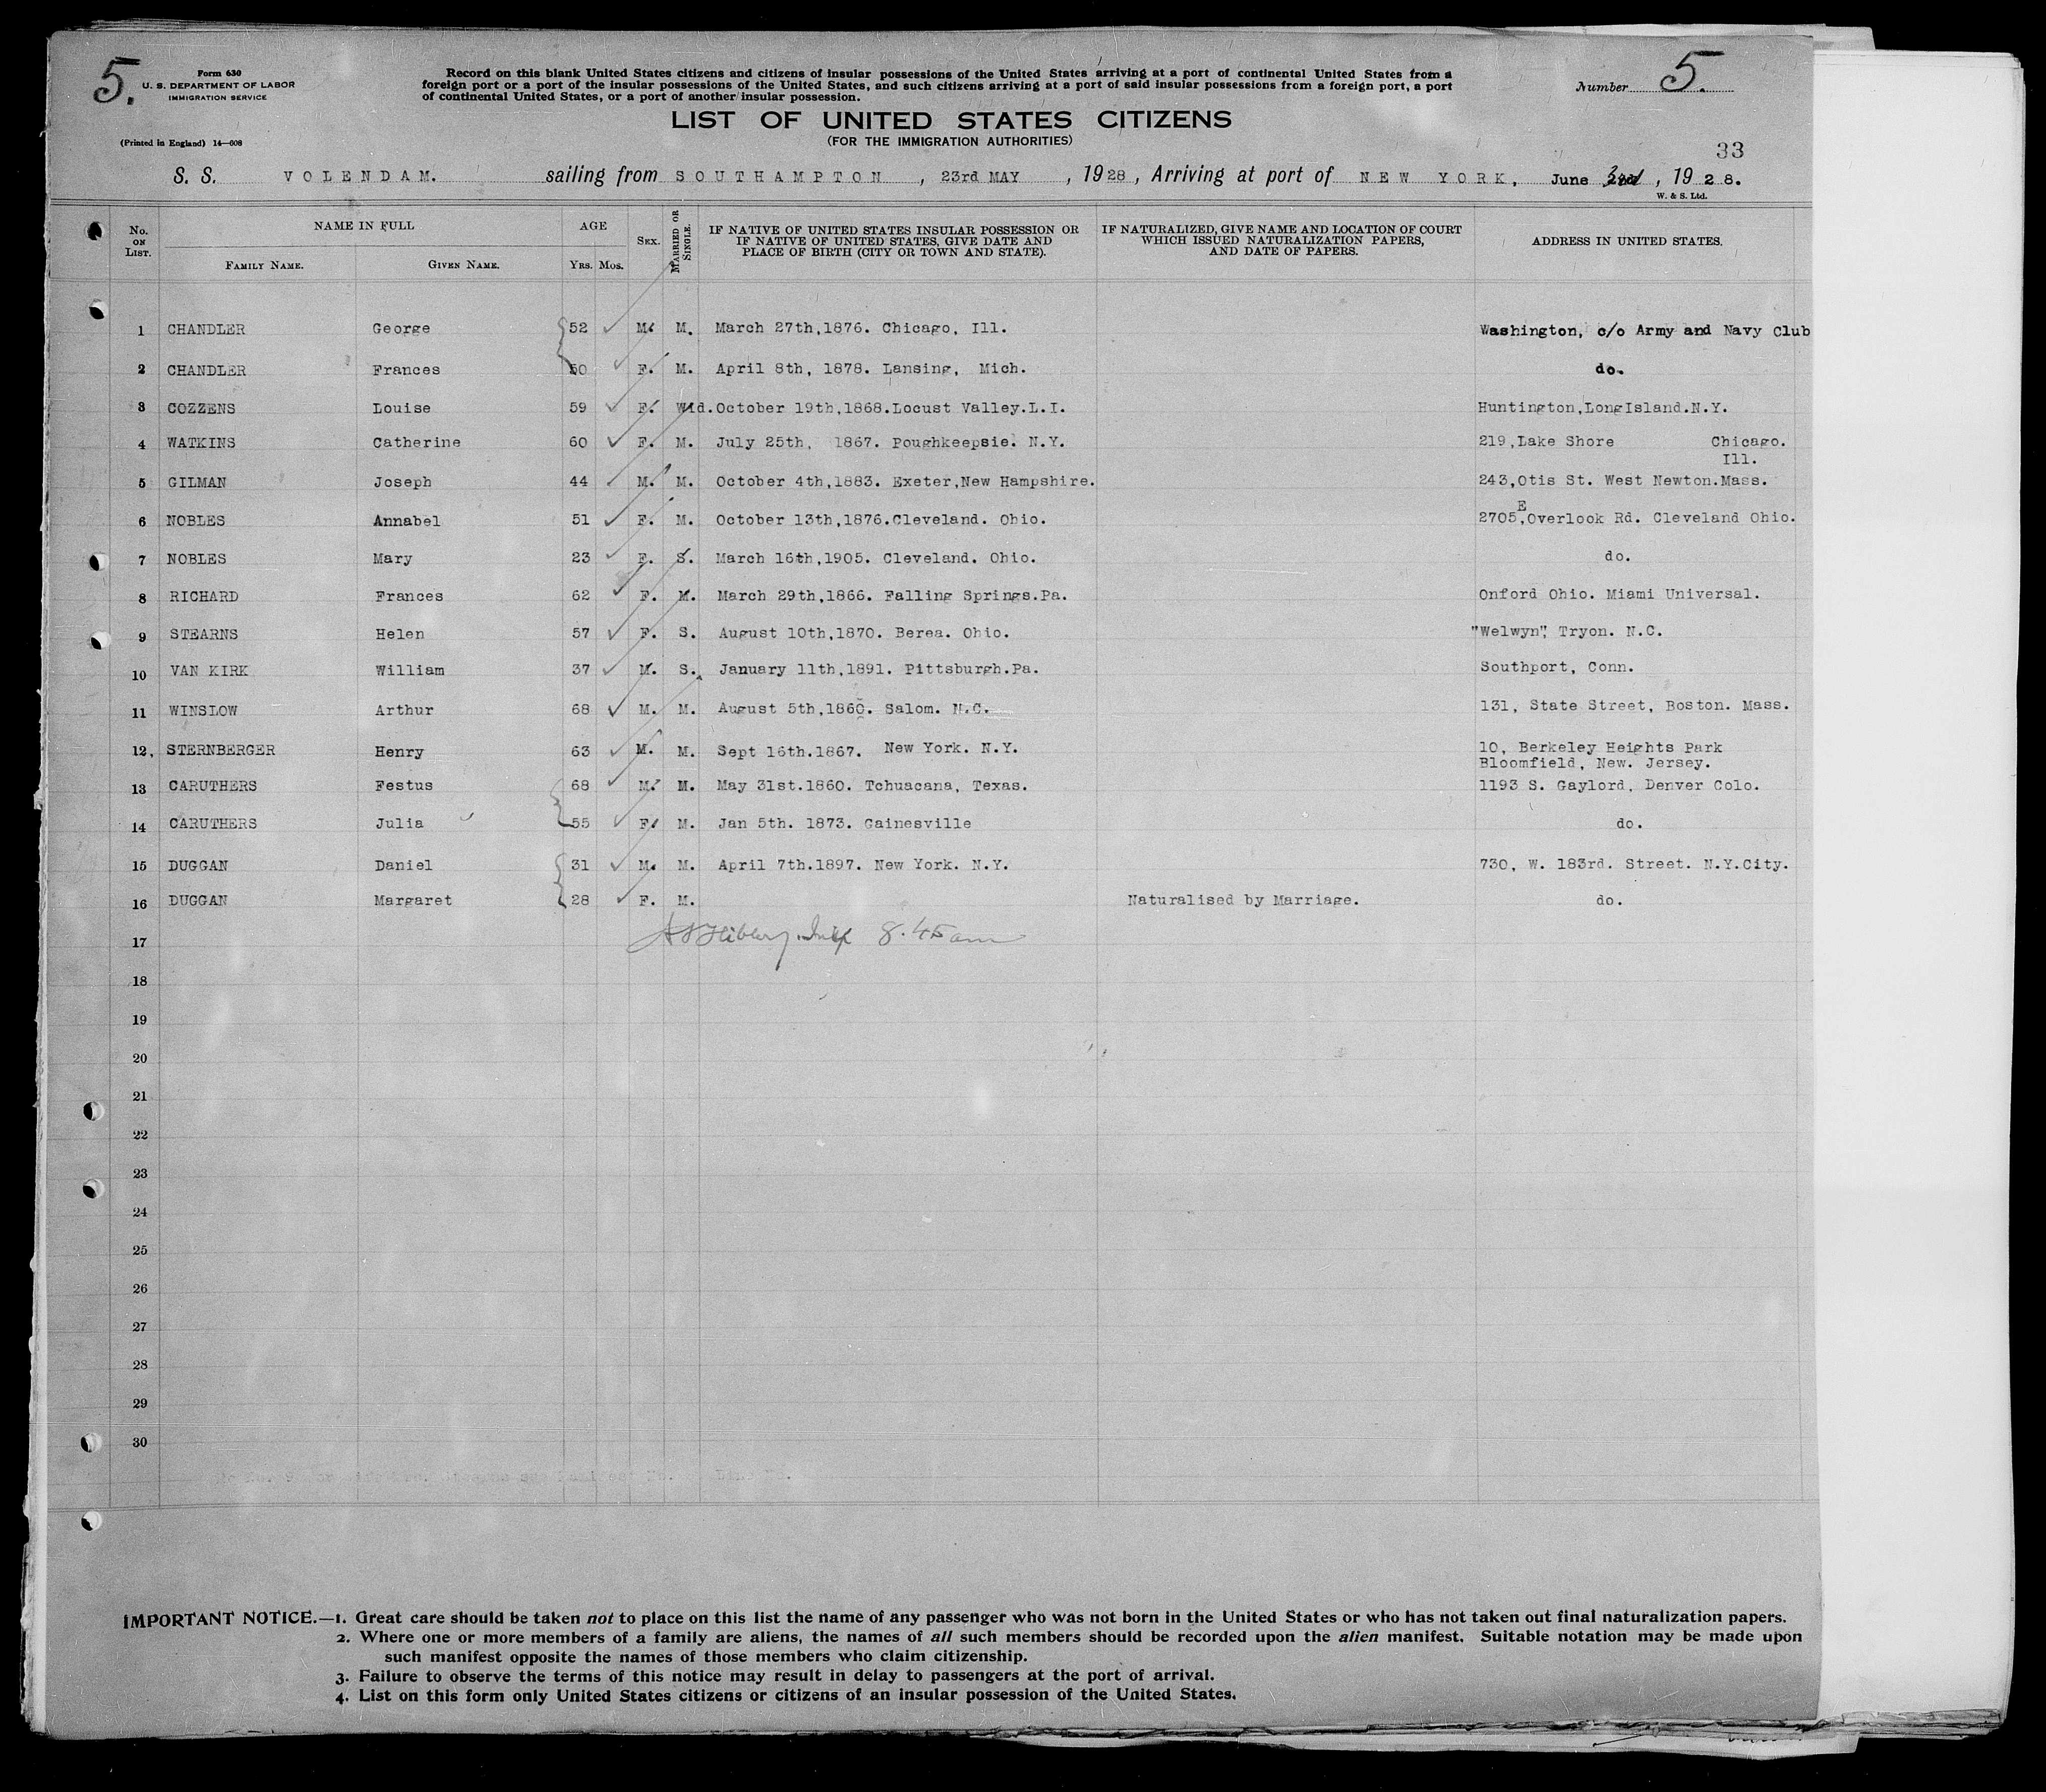 5.
Form 630
U. S. DEPARTMENT OF LABOR
IMMIGRATION SERVICE
(Printed in England) 14—608
Record on this blank United States citizens and citizens of insular possessions of the United States arriving at a port of continental United States from a
foreign port or a port of the insular possessions of the United States, and such citizens arriving at a port of said insular possessions from a foreign port, a port
of continental United States, or a port of another insular possession.
Number 5.
LIST OF UNITED STATES CITIZENS
(FOR THE IMMIGRATION AUTHORITIES)
33
S. S. VOLENDAM. sailing from SOUTHAMPTON , 23rd MAY , 1928, Arriving at port of NEW YORK, June 3rd , 1928.
W. & S. Ltd.
No. ON LIST. NAME IN FULL AGE SEX. MARRIED OR SINGLE. IF NATIVE OF UNITED STATES INSULAR POSSESSION OR IF NATIVE OF UNITED STATES, GIVE DATE AND PLACE OF BIRTH (CITY OR TOWN AND STATE). IF NATURALIZED, GIVE NAME AND LOCATION OF COURT WHICH ISSUED NATURALIZATION PAPERS, AND DATE OF PAPERS. ADDRESS IN UNITED STATES.
FAMILY NAME. GIVEN NAME. YRS. MOS.
1 CHANDLER George 52 M. M. March 27th,1876. Chicago, Ill. Washington, c/o Army and Navy Club
2 CHANDLER Frances 50 F. M. April 8th, 1878. Lansing, Mich. do.
3 COZZENS Louise 59 F. Wid. October 19th,1868.Locust Valley.L.I. Huntington,LongIsland.N.Y.
4 WATKINS Catherine 60 F. M. July 25th, 1867. Poughkeepsie. N.Y. 219,Lake Shore Chicago.
Ill.
5 GILMAN Joseph 44 M. M. October 4th,1883. Exeter,New Hampshire. 243,Otis St. West Newton.Mass.
6 NOBLES Annabel 51 F. M. October 13th,1876.Cleveland. Ohio. 2705,E Overlook Rd. Cleveland Ohio.
7 NOBLES Mary 23 F. S. March 16th,1905. Cleveland. Ohio. do.
8 RICHARD Frances 62 F. M. March 29th,1866. Falling Springs.Pa. Onford Ohio. Miami Universal.
9 STEARNS Helen 57 F. S. August 10th,1870. Berea. Ohio. "Welwyn", Tryon. N.C.
10 VAN KIRK William 37 M. S. January 11th,1891. Pittsburgh.Pa. Southport, Conn.
11 WINSLOW Arthur 68 M. M. August 5th,1860. Salom. N.C. 131, State Street, Boston. Mass.
12, STERNBERGER Henry 63 M. M. Sept 16th.1867. New York. N.Y. 10, Berkeley Heights Park
Bloomfield, New. Jersey.
13 CARUTHERS Festus 68 M. M. May 31st.1860. Tchuacana, Texas. 1193 S. Gaylord, Denver Colo.
14 CARUTHERS Julia 55 F. M. Jan 5th. 1873. Gainesville do.
15 DUGGAN Daniel 31 M. M. April 7th.1897. New York. N.Y. 730, W. 183rd. Street. N.Y.City.
16 DUGGAN Margaret 28 F. M. Naturalised by Marriage. do.
17 8.45 am
18
19
20
21
22
23
24
25
26
27
28
29
30
IMPORTANT NOTICE.—1. Great care should be taken not to place on this list the name of any passenger who was not born in the United States or who has not taken out final naturalization papers.
2. Where one or more members of a family are aliens, the names of all such members should be recorded upon the alien manifest. Suitable notation may be made upon
such manifest opposite the names of those members who claim citizenship.
3. Failure to observe the terms of this notice may result in delay to passengers at the port of arrival.
4. List on this form only United States citizens or citizens of an insular possession of the United States.